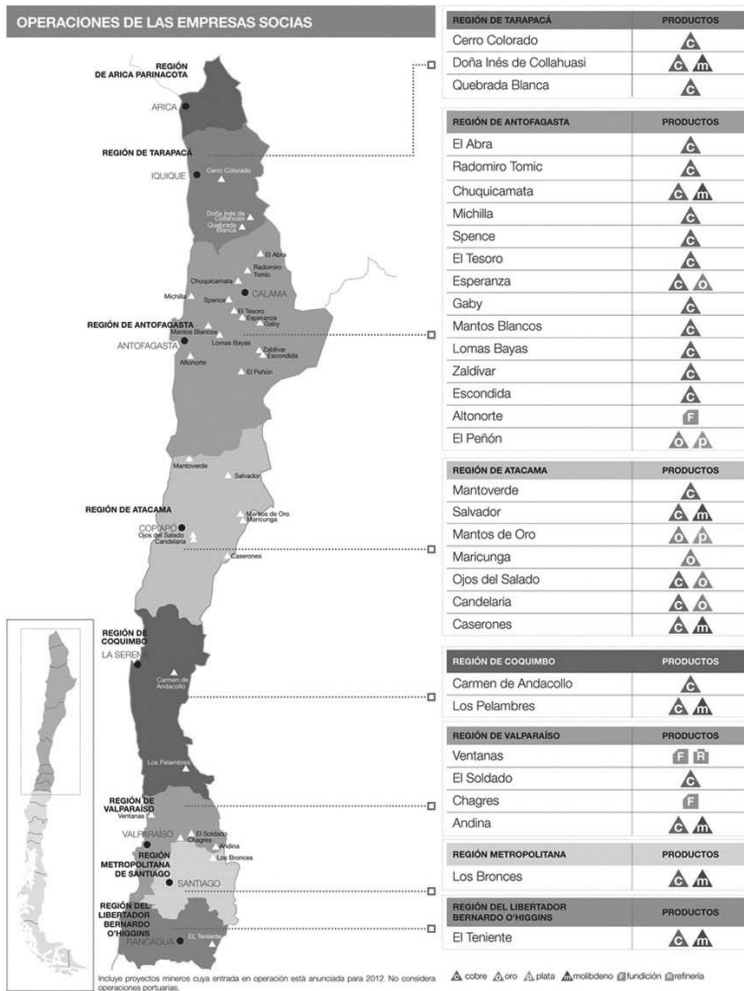 OPERACIONES DE LAS EMPRESAS SOCIAS
REGIÓN
DE ARICA PARINACOTA
ARICA
REGIÓN DE TARAPACÁ
IQUIQUE
Cerro Colorado
Doña Inés de
Collahuasi
Quebrada
Blanca
El Abra
Radomiro
Tomic
Chuquicamata
CALAMA
Michilla
Spence
El Tesoro
Esperanza
Gaby
REGIÓN DE ANTOFAGASTA
Mantos Blancos
ANTOFAGASTA
Lomas Bayas
Zaldívar
Escondida
Altonorte
El Peñón
Mantoverde
Salvador
REGIÓN DE ATACAMA
Mantos de Oro
Maricunga
COPIAPÓ
Ojos del Salado
Candelaria
Caserones
REGIÓN DE
COQUIMBO
LA SERENA
Carmen de
Andacollo
Los Pelambres
REGIÓN DE
VALPARAÍSO
Ventanas
VALPARAÍSO
El Soldado
Chagres
Andina
REGIÓN
METROPOLITANA
DE SANTIAGO
Los Bronces
SANTIAGO
REGIÓN DEL
LIBERTADOR
BERNARDO
O'HIGGINS
RANCAGUA
EL Teniente
Incluye proyectos mineros cuya entrada en operación está anunciada para 2012. No considera
operaciones portuarias.
REGIÓN DE TARAPACÁ PRODUCTOS
Cerro Colorado C
Doña Inés de Collahuasi C m
Quebrada Blanca C
REGIÓN DE ANTOFAGASTA PRODUCTOS
El Abra C
Radomiro Tomic C
Chuquicamata C m
Michilla C
Spence C
El Tesoro C
Esperanza C o
Gaby C
Mantos Blancos C
Lomas Bayas C
Zaldívar C
Escondida C
Altonorte F
El Peñón o p
REGIÓN DE ATACAMA PRODUCTOS
Mantoverde C
Salvador C m
Mantos de Oro o p
Maricunga o
Ojos del Salado C o
Candelaria C o
Caserones C m
REGIÓN DE COQUIMBO PRODUCTOS
Carmen de Andacollo C
Los Pelambres C m
REGIÓN DE VALPARAÍSO PRODUCTOS
Ventanas F R
El Soldado C
Chagres F
Andina C m
REGIÓN METROPOLITANA PRODUCTOS
Los Bronces C m
REGIÓN DEL LIBERTADOR
BERNARDO O'HIGGINS PRODUCTOS
El Teniente C m
C cobre o oro p plata m molibdeno F fundición R refinería